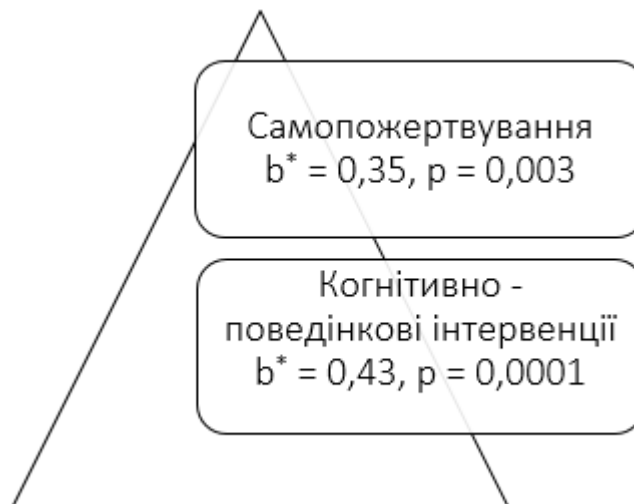 Самопожертвування
b* = 0,35, p = 0,003
Когнітивно -
поведінкові інтервенції
b* = 0,43, p = 0,0001